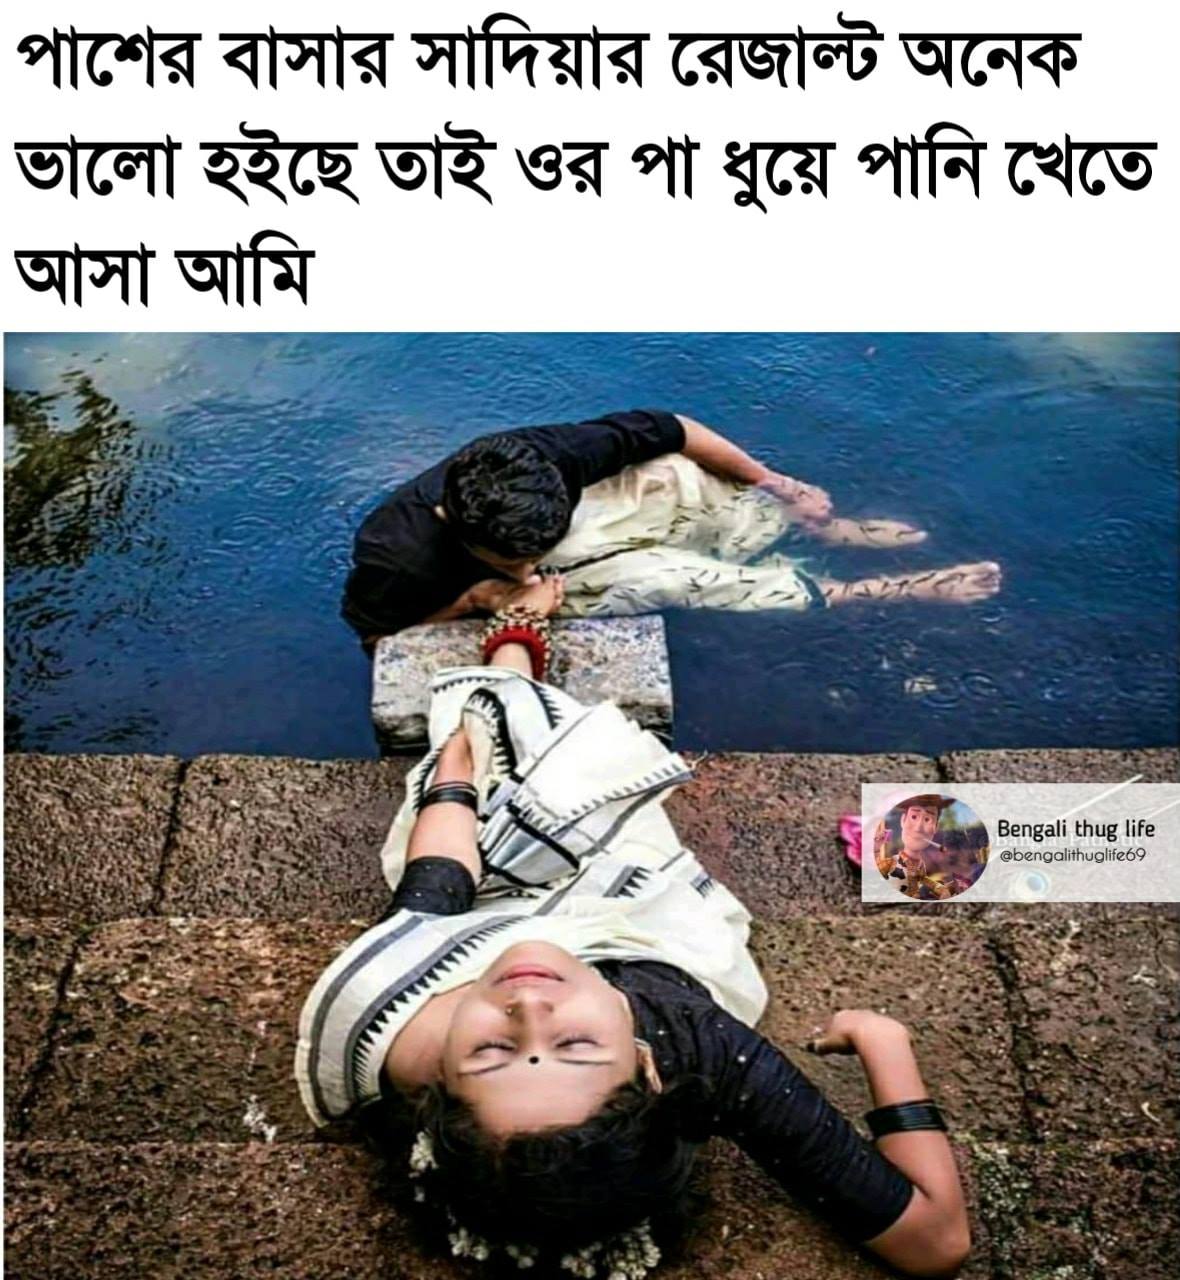 পাশের বাসার সাদিয়ার রেজাল্ট অনেক
ভালো হইছে তাই ওর পা ধুয়ে পানি খেতে
আসা আমি
Bengali thug life
@bengalithuglife69